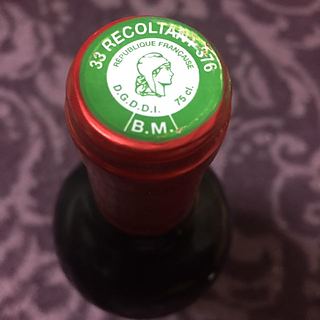 33 RECOLTANT 376
RÉPUBLIQUE FRANÇAISE
D.G.D.D.I. 75 cl.
B.M.